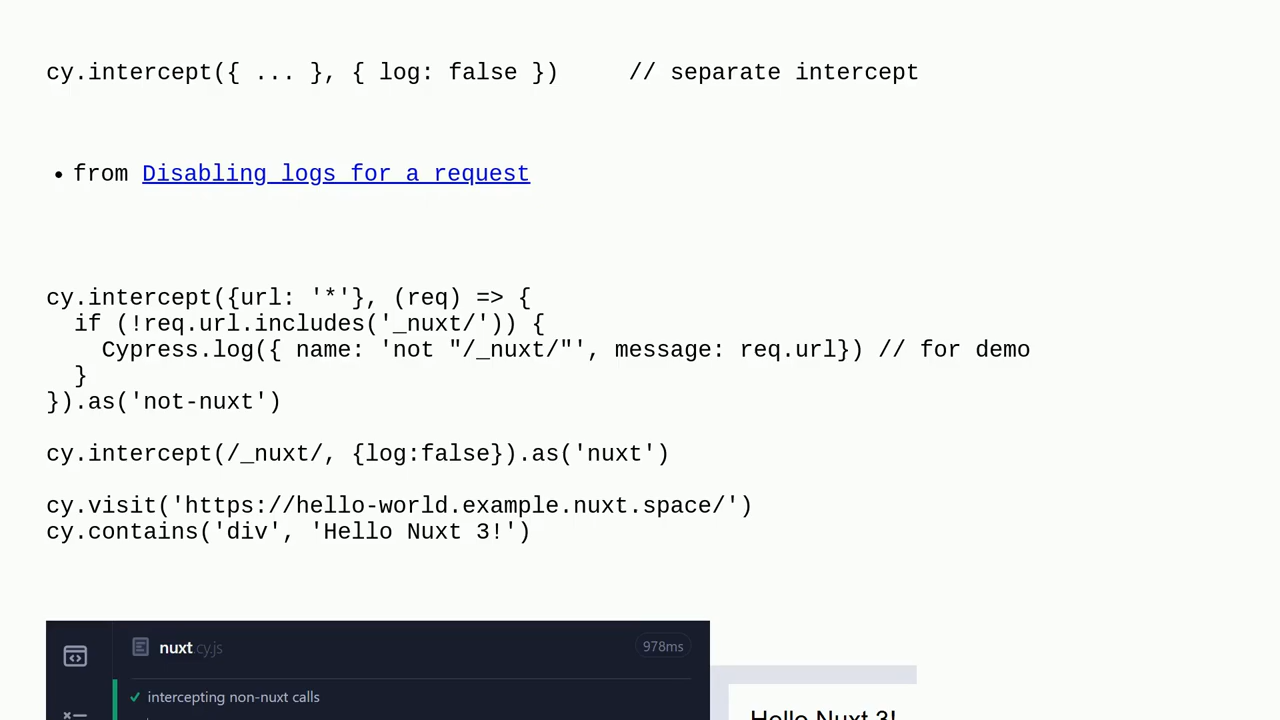 cy.intercept({ ... }, { log: false })     // separate intercept
• from Disabling logs for a request
cy.intercept({url: '*'}, (req) => {
  if (!req.url.includes('_nuxt/')) {
    Cypress.log({ name: 'not "/_nuxt/"', message: req.url}) // for demo
  }
}).as('not-nuxt')
cy.intercept(/_nuxt/, {log:false}).as('nuxt')
cy.visit('https://hello-world.example.nuxt.space/')
cy.contains('div', 'Hello Nuxt 3!')
nuxt cy.js 978ms
intercepting non-nuxt calls
Hello Nuxt 3!